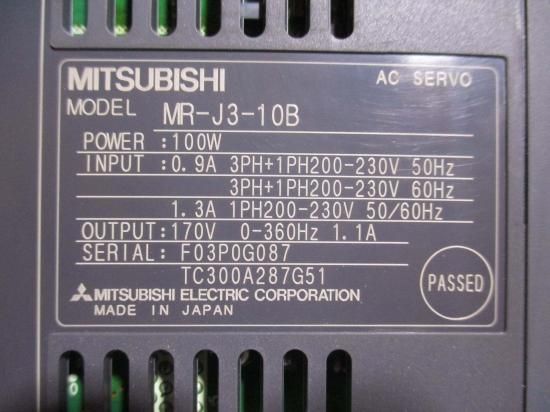 MITSUBISHI AC SERVO
MODEL MR-J3-10B
POWER :100W
INPUT :0.9A 3PH+1PH200-230V 50Hz
3PH+1PH200-230V 60Hz
1.3A 1PH200-230V 50/60Hz
OUTPUT:170V 0-360Hz 1.1A
SERIAL: F03P0G087
TC300A287G51
PASSED
MITSUBISHI ELECTRIC CORPORATION
MADE IN JAPAN